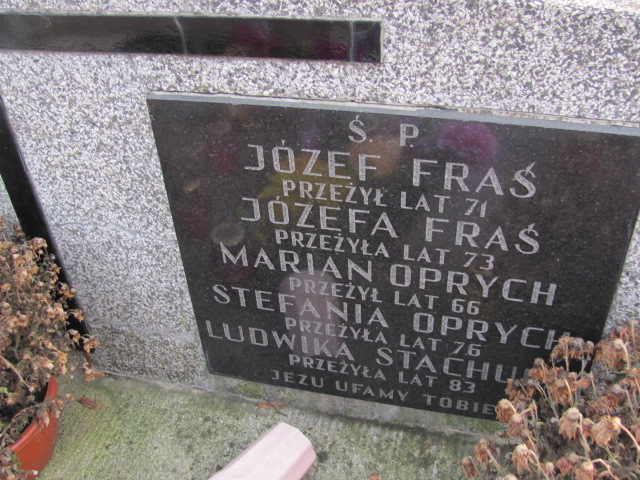 Ś. P.
JÓZEF FRAŚ
PRZEŻYŁ LAT 71
JÓZEFA FRAŚ
PRZEŻYŁA LAT 73
MARIAN OPRYCH
PRZEŻYŁ LAT 66
STEFANIA OPRYCH
PRZEŻYŁA LAT 76
LUDWIKA
PRZEŻYŁA LAT 83
JEZU UFAMY TOBIE